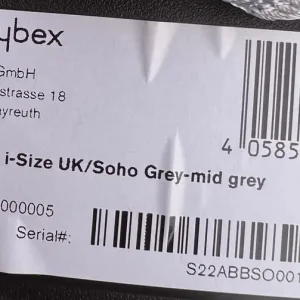 ybex
GmbH
strasse 18
yreuth
4 0585
i-Size UK/Soho Grey-mid grey
000005
Serial#:
S22ABBSO001